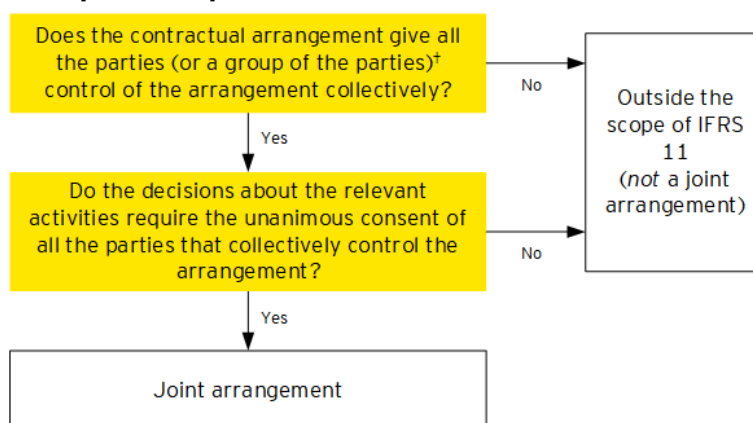 Does the contractual arrangement give all
the parties (or a group of the parties)†
control of the arrangement collectively?
No
Yes
Outside the
scope of IFRS
11
(not a joint
arrangement)
Do the decisions about the relevant
activities require the unanimous consent of
all the parties that collectively control the
arrangement?
No
Yes
Joint arrangement